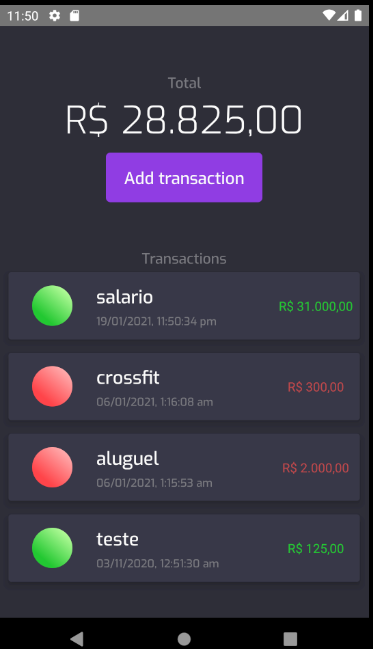 11:50
Total
R$ 28.825,00
Add transaction
Transactions
salario
R$ 31.000,00
19/01/2021, 11:50:34 pm
crossfit
R$ 300,00
06/01/2021, 1:16:08 am
aluguel
R$ 2.000,00
06/01/2021, 1:15:53 am
teste
R$ 125,00
03/11/2020, 12:51:30 am